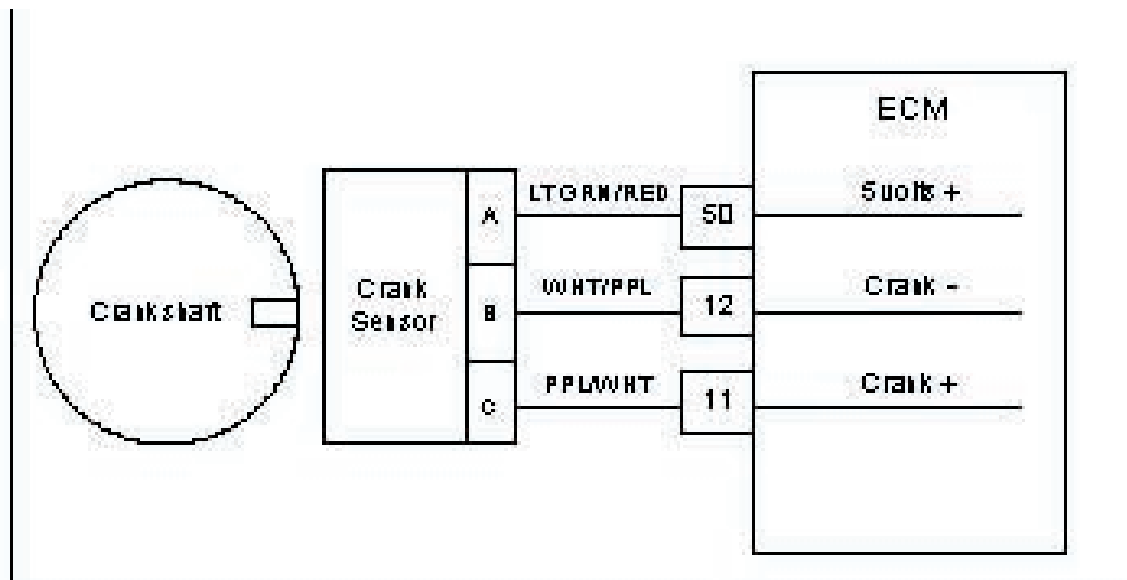 ECM
LTGRN/RED
50
5volts +
A
WHT/PPL
12
Crank -
Crankshaft
Crank
Sensor
B
PPL/WHT
11
Crank +
C